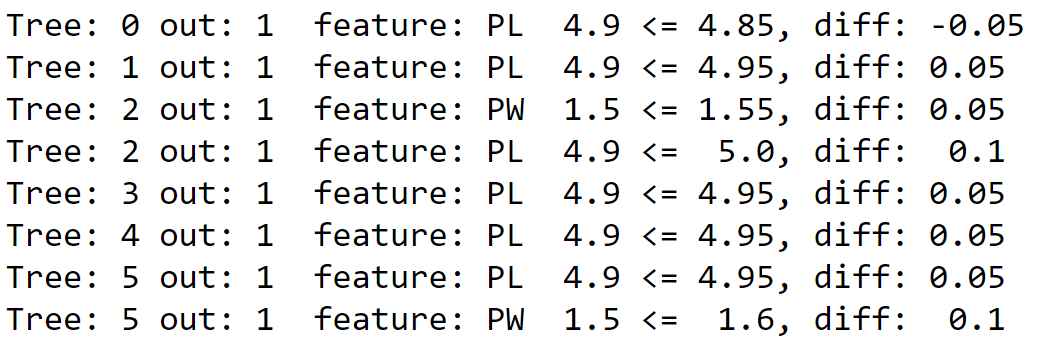 Tree: 0 out: 1  feature: PL  4.9 <= 4.85, diff: -0.05
Tree: 1 out: 1  feature: PL  4.9 <= 4.95, diff: 0.05
Tree: 2 out: 1  feature: PW  1.5 <= 1.55, diff: 0.05
Tree: 2 out: 1  feature: PL  4.9 <=  5.0, diff:  0.1
Tree: 3 out: 1  feature: PL  4.9 <= 4.95, diff: 0.05
Tree: 4 out: 1  feature: PL  4.9 <= 4.95, diff: 0.05
Tree: 5 out: 1  feature: PL  4.9 <= 4.95, diff: 0.05
Tree: 5 out: 1  feature: PW  1.5 <=  1.6, diff:  0.1